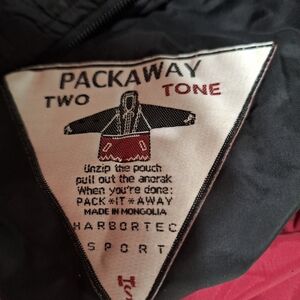 PACKAWAY
TWO TONE
Unzip the pouch
pull out the anorak
When you're done:
PACK*IT*AWAY
MADE IN MONGOLIA
HARBORTEC
SPORT